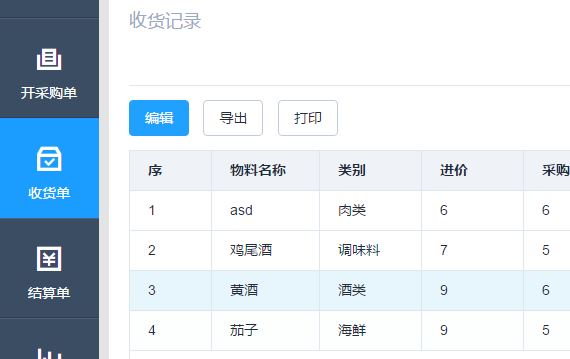 收货记录
开采购单
收货单
结算单
编辑 导出 打印
序 物料名称 类别 进价 采购
1 asd 肉类 6 6
2 鸡尾酒 调味料 7 5
3 黄酒 酒类 9 6
4 茄子 海鲜 9 5